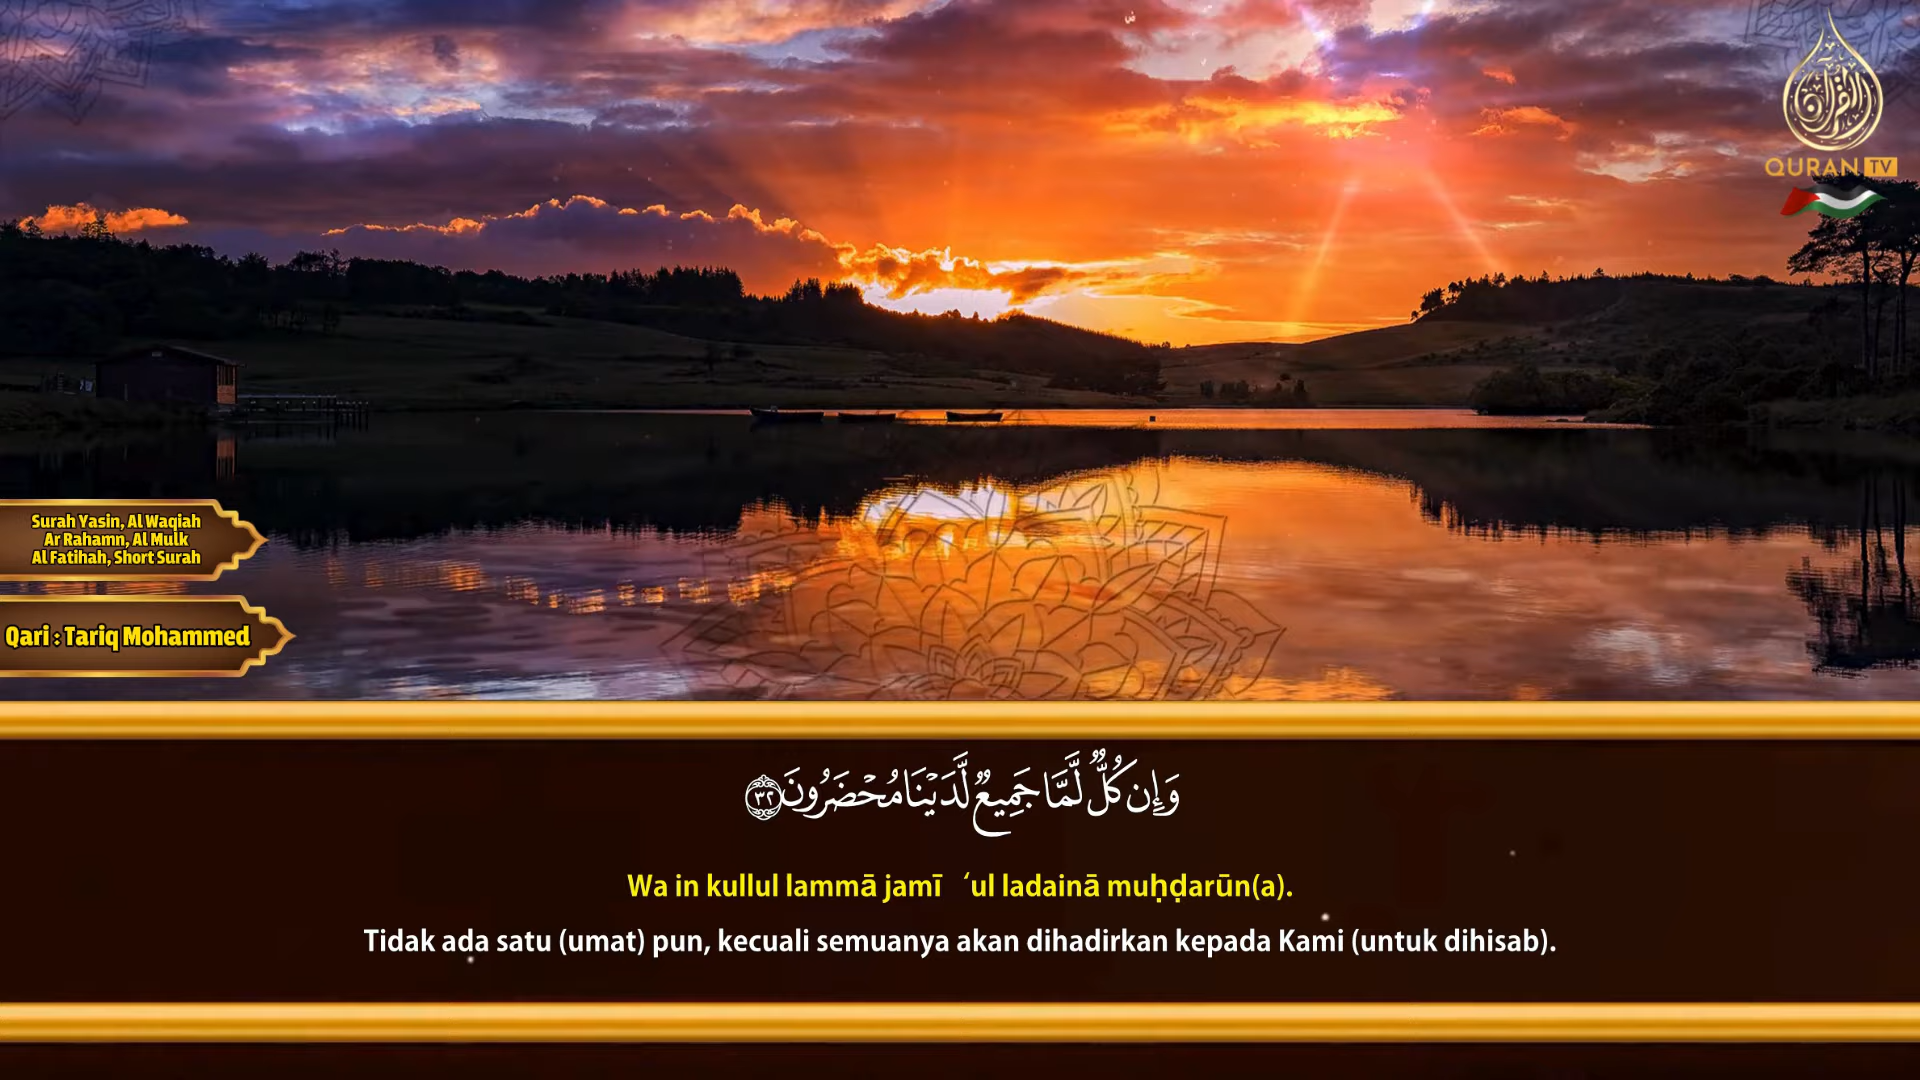 القرآن
QURAN TV
Surah Yasin, Al Waqiah
Ar Rahamn, Al Mulk
Al Fatihah, Short Surah
Qari : Tariq Mohammed
وَإِن كُلٌّ لَّمَّا جَمِيعٌ لَّدَيْنَا مُحْضَرُونَ ٣٢
Wa in kullul lammā jamī ‘ul ladainā muḥḍarūn(a).
Tidak ada satu (umat) pun, kecuali semuanya akan dihadirkan kepada Kami (untuk dihisab).